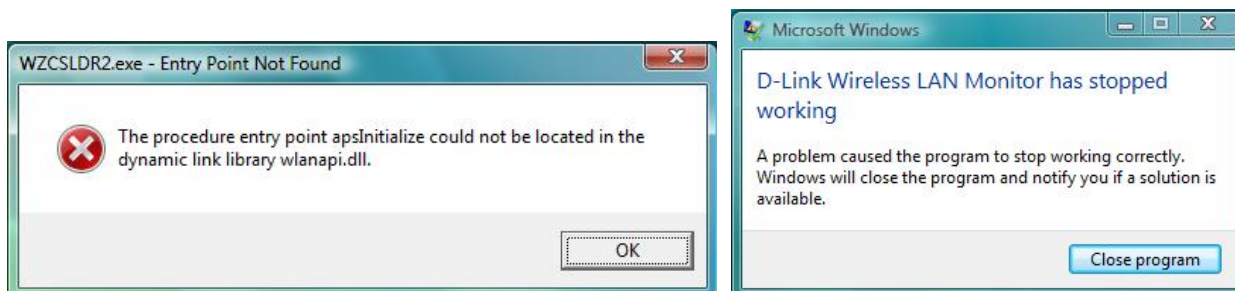 WZCSLDR2.exe - Entry Point Not Found
The procedure entry point apsInitialize could not be located in the
dynamic link library wlanapi.dll.
OK
Microsoft Windows
D-Link Wireless LAN Monitor has stopped
working
A problem caused the program to stop working correctly.
Windows will close the program and notify you if a solution is
available.
Close program